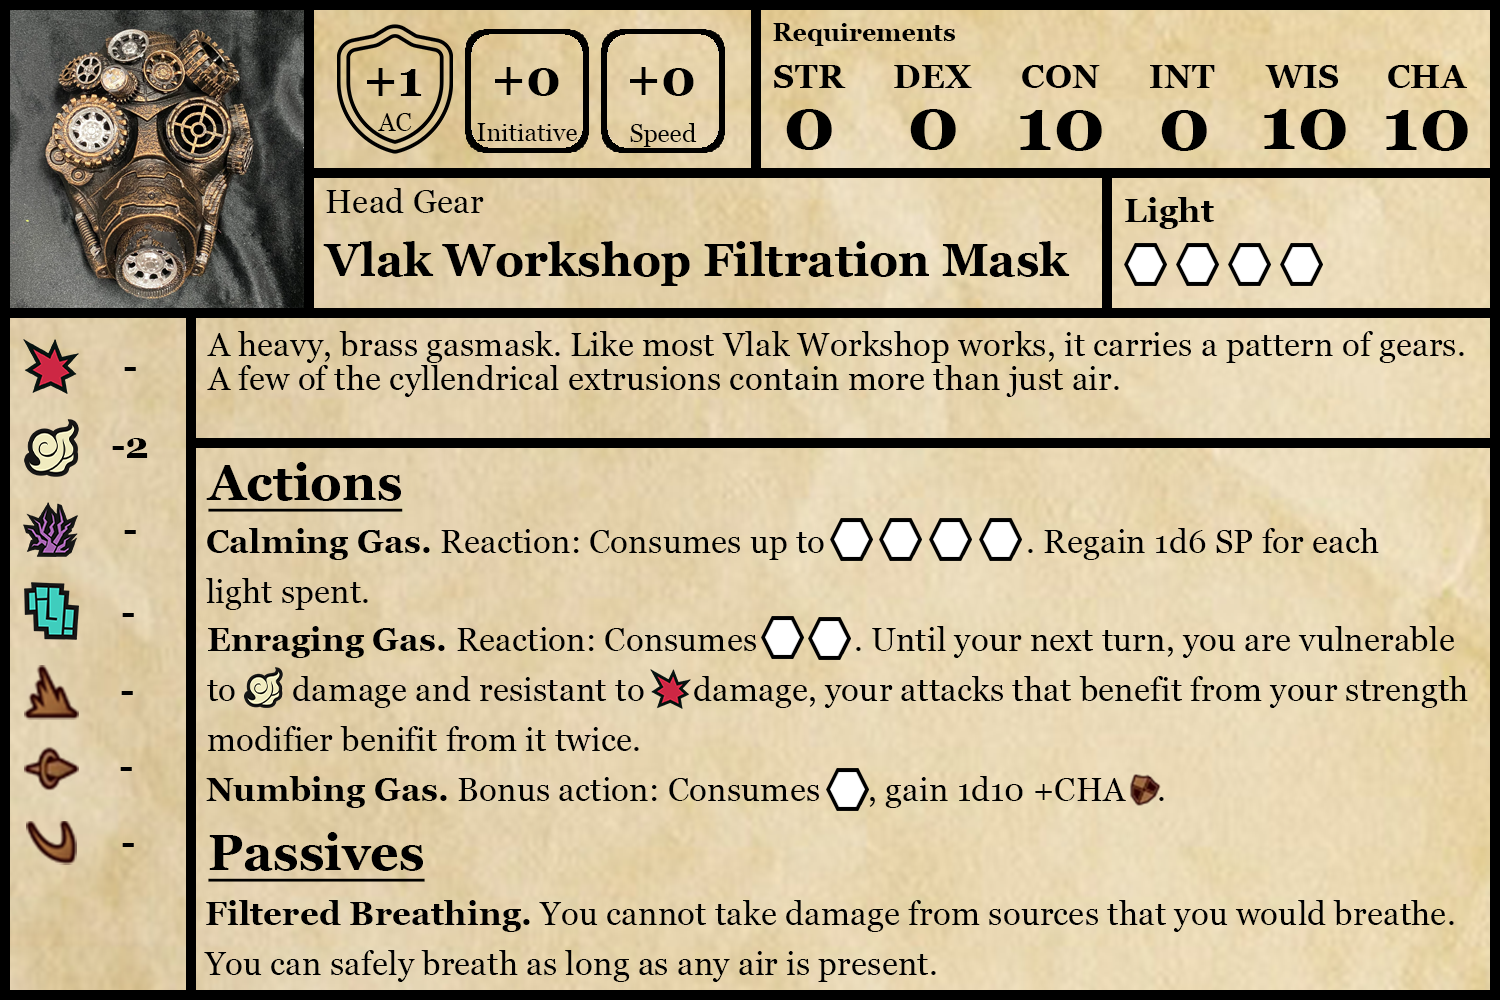 +1
AC
+0
Initiative
+0
Speed
Requirements
STR DEX CON INT WIS CHA
0 0 10 0 10 10
Head Gear
Vlak Workshop Filtration Mask
Light
-
-2
-
-
-
-
-
A heavy, brass gasmask. Like most Vlak Workshop works, it carries a pattern of gears.
A few of the cyllendrical extrusions contain more than just air.
Actions
Calming Gas. Reaction: Consumes up to . Regain 1d6 SP for each
light spent.
Enraging Gas. Reaction: Consumes . Until your next turn, you are vulnerable
to damage and resistant to damage, your attacks that benefit from your strength
modifier benifit from it twice.
Numbing Gas. Bonus action: Consumes , gain 1d10 +CHA .
Passives
Filtered Breathing. You cannot take damage from sources that you would breathe.
You can safely breath as long as any air is present.